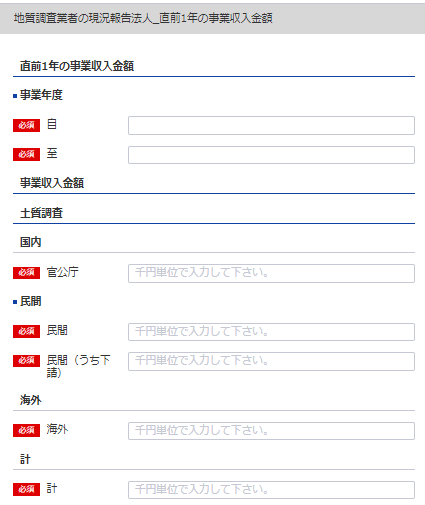 地質調査業者の現況報告法人_直前1年の事業収入金額
直前1年の事業収入金額
事業年度
必須 自
必須 至
事業収入金額
土質調査
国内
必須 官公庁 千円単位で入力して下さい。
民間
必須 民間 千円単位で入力して下さい。
必須 民間（うち下 千円単位で入力して下さい。
請）
海外
必須 海外 千円単位で入力して下さい。
計
必須 計 千円単位で入力して下さい。